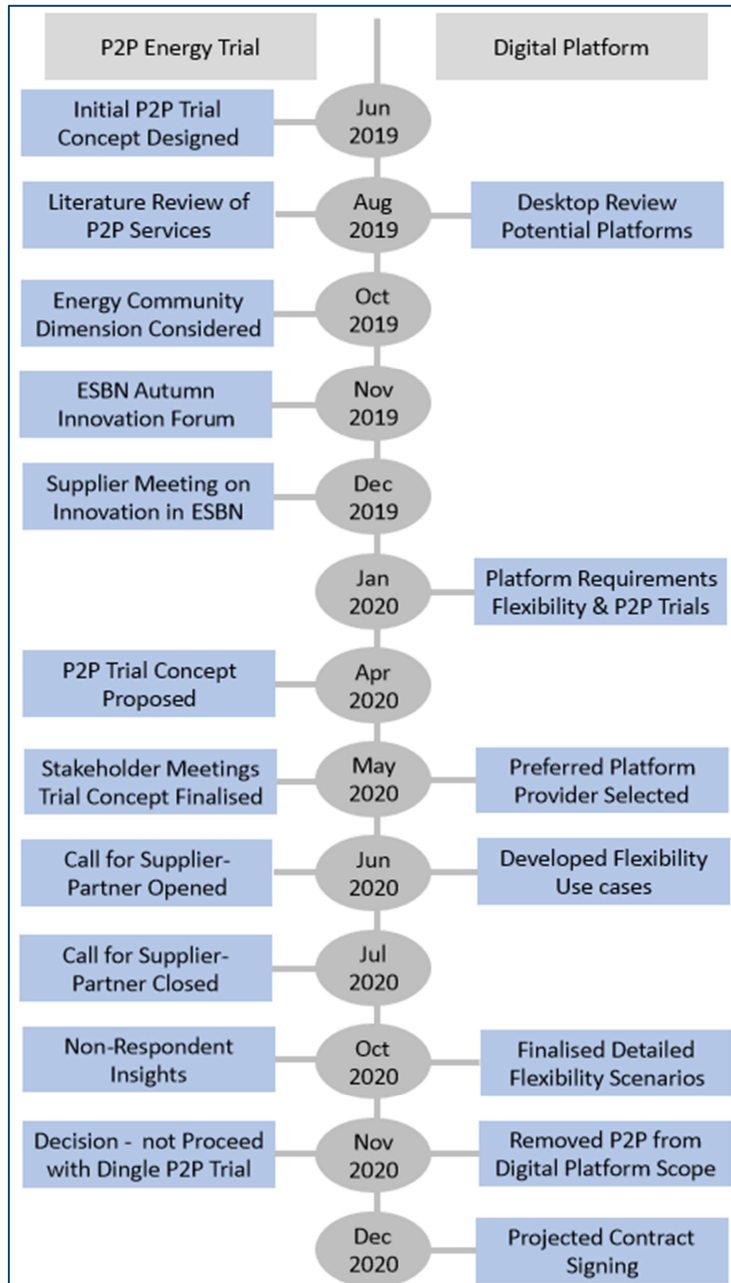 P2P Energy Trial
Digital Platform
Initial P2P Trial
Concept Designed
Jun
2019
Literature Review of
P2P Services
Aug
2019
Desktop Review
Potential Platforms
Energy Community
Dimension Considered
Oct
2019
ESBN Autumn
Innovation Forum
Nov
2019
Supplier Meeting on
Innovation in ESBN
Dec
2019
Jan
2020
Platform Requirements
Flexibility & P2P Trials
P2P Trial Concept
Proposed
Apr
2020
Stakeholder Meetings
Trial Concept Finalised
May
2020
Preferred Platform
Provider Selected
Call for Supplier-
Partner Opened
Jun
2020
Developed Flexibility
Use cases
Call for Supplier-
Partner Closed
Jul
2020
Non-Respondent
Insights
Oct
2020
Finalised Detailed
Flexibility Scenarios
Decision - not Proceed
with Dingle P2P Trial
Nov
2020
Removed P2P from
Digital Platform Scope
Dec
2020
Projected Contract
Signing